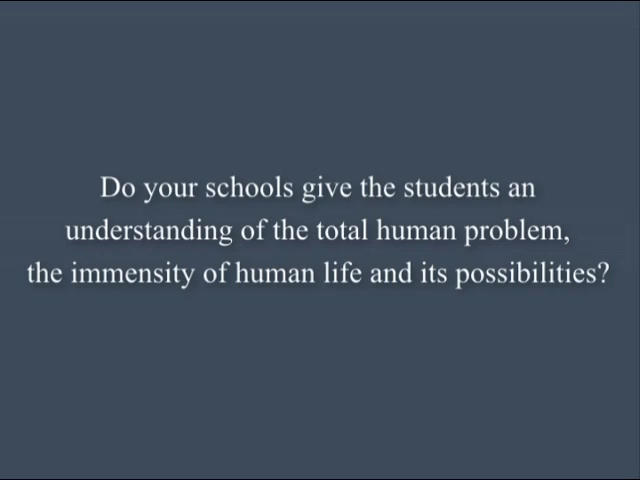 Do your schools give the students an
understanding of the total human problem,
the immensity of human life and its possibilities?